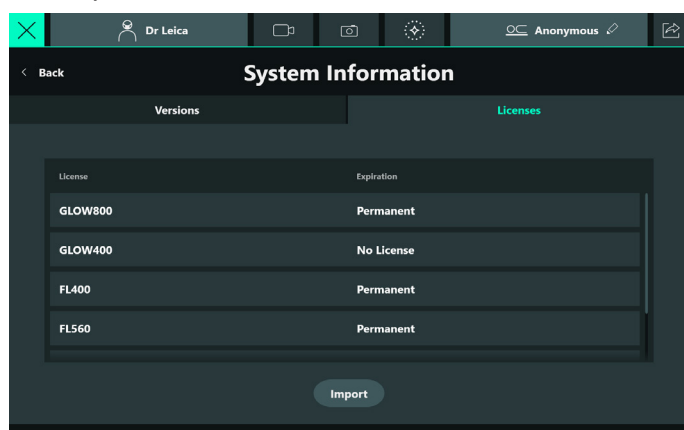 Dr Leica
Anonymous
Back
System Information
Versions
Licenses
License
Expiration
GLOW800
Permanent
GLOW400
No License
FL400
Permanent
FL560
Permanent
Import